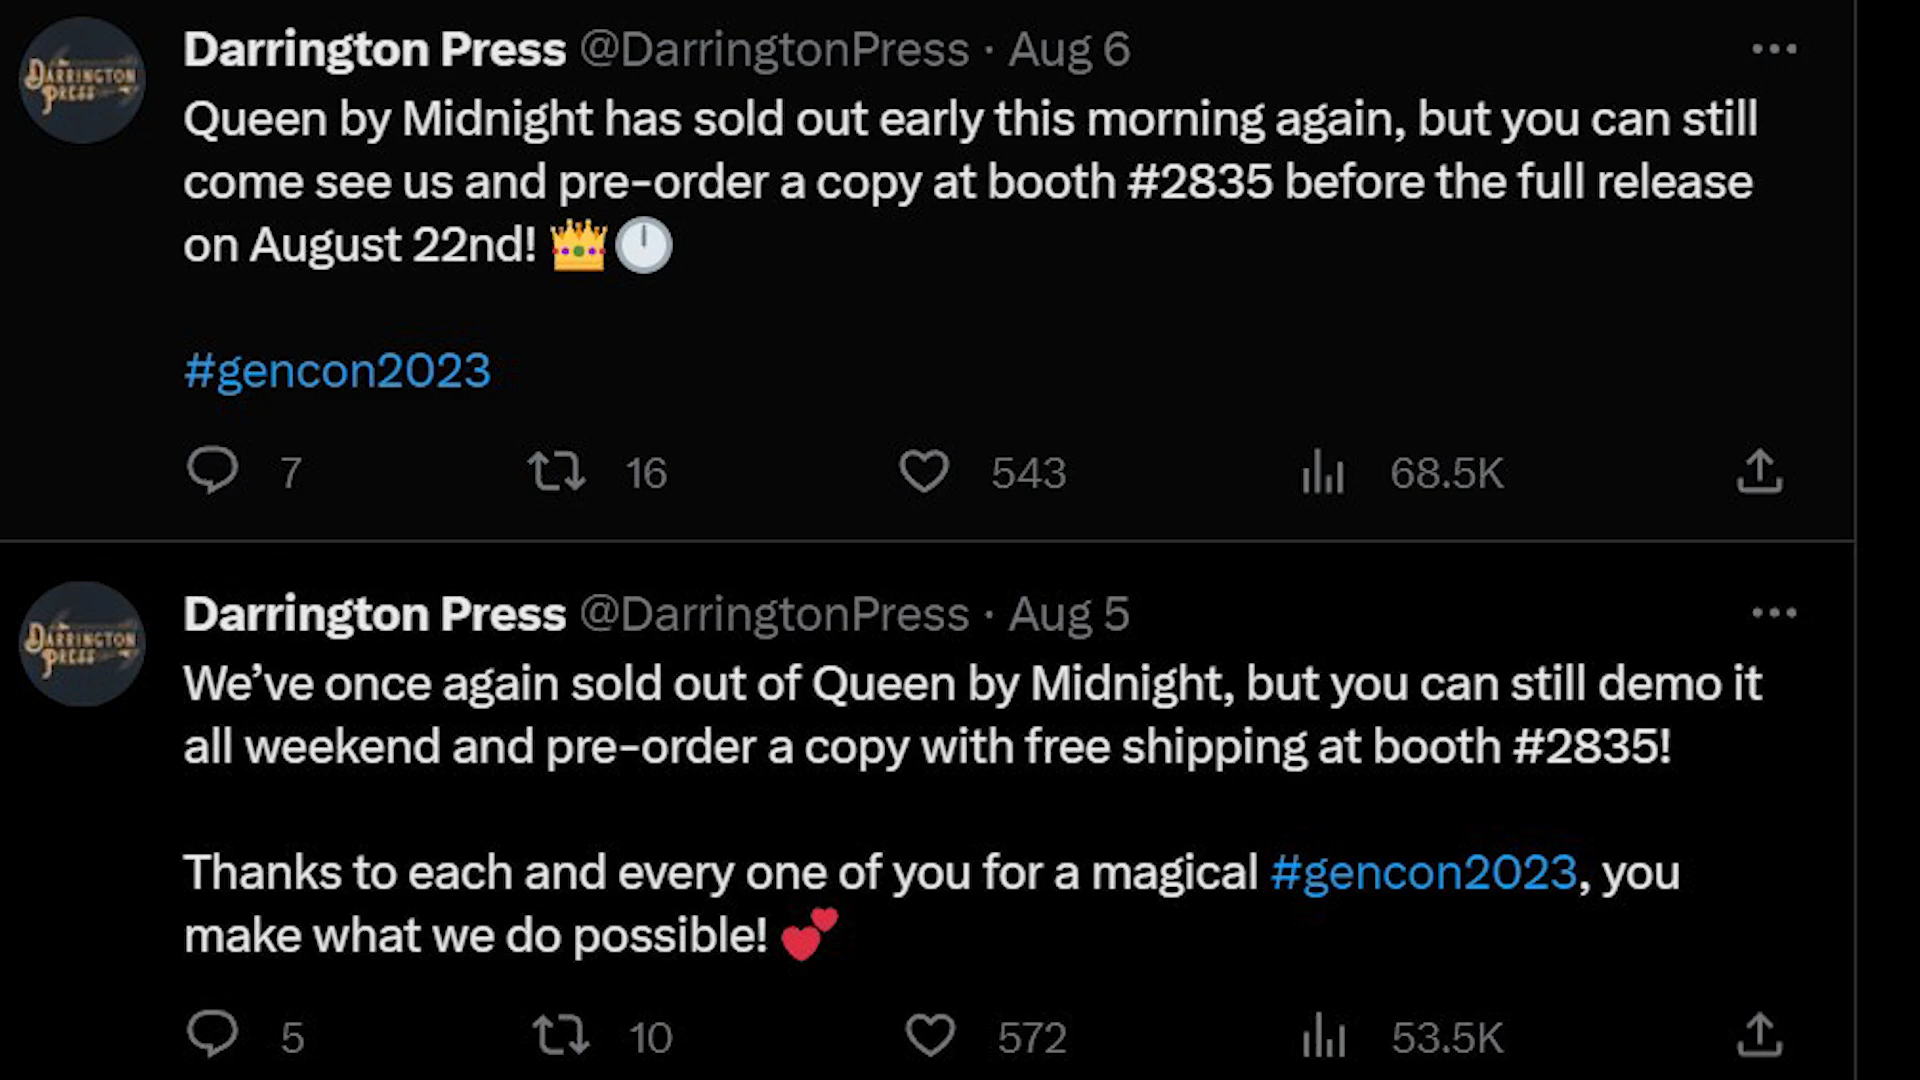 Darrington Press @DarringtonPress · Aug 6
Queen by Midnight has sold out early this morning again, but you can still
come see us and pre-order a copy at booth #2835 before the full release
on August 22nd! 👑🕛
#gencon2023
7 16 543 68.5K
DARRINGTON
PRESS
Darrington Press @DarringtonPress · Aug 5
We’ve once again sold out of Queen by Midnight, but you can still demo it
all weekend and pre-order a copy with free shipping at booth #2835!
Thanks to each and every one of you for a magical #gencon2023, you
make what we do possible! 💕
5 10 572 53.5K
DARRINGTON
PRESS